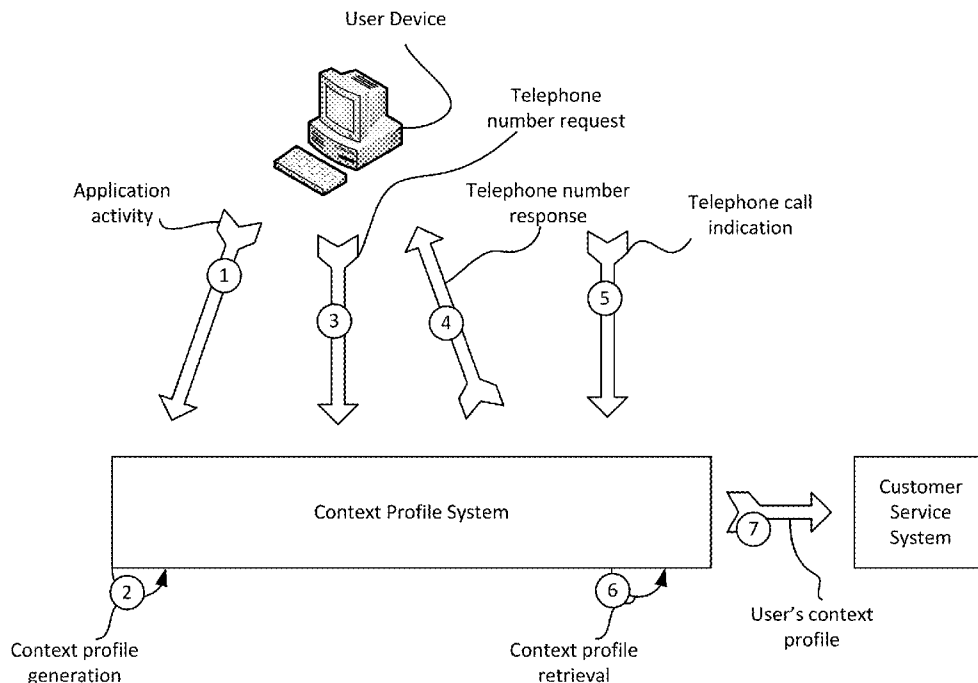 User Device
Telephone
number request
Application
activity
Telephone number
response
Telephone call
indication
1
3
4
5
Context Profile System
7
Customer
Service
System
2
6
Context profile
generation
Context profile
retrieval
User's context
profile